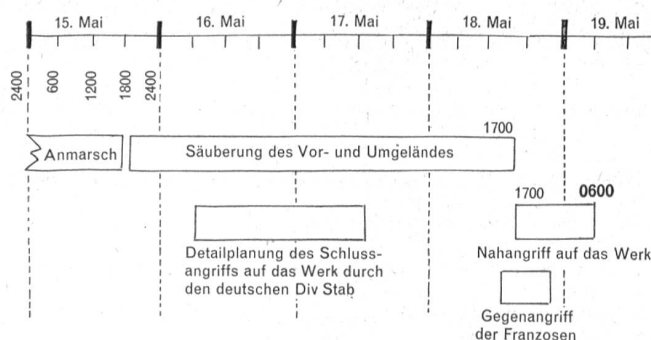 15. Mai 16. Mai 17. Mai 18. Mai 19. Mai
2400 600 1200 1800 2400
1700
Anmarsch Säuberung des Vor- und Umgeländes
1700 0600
Detailplanung des Schluss-
angriffs auf das Werk durch
den deutschen Div Stab
Nahangriff auf das Werk
Gegenangriff
der Franzosen